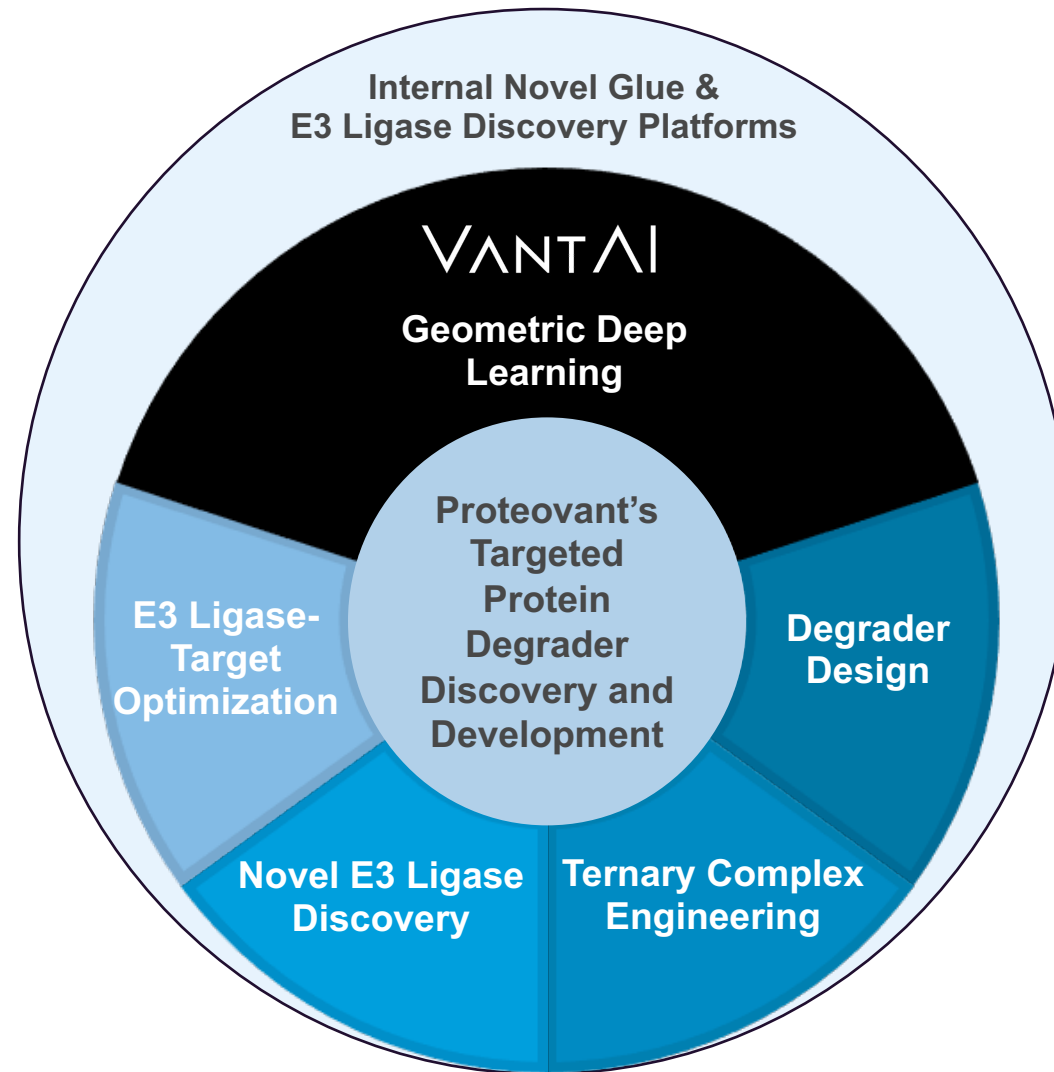 Internal Novel Glue &
E3 Ligase Discovery Platforms
VANTAI
Geometric Deep
Learning
Proteovant's
Targeted
Protein
Degrader
Discovery and
Development
E3 Ligase-
Target
Optimization
Degrader
Design
Novel E3 Ligase
Discovery
Ternary Complex
Engineering